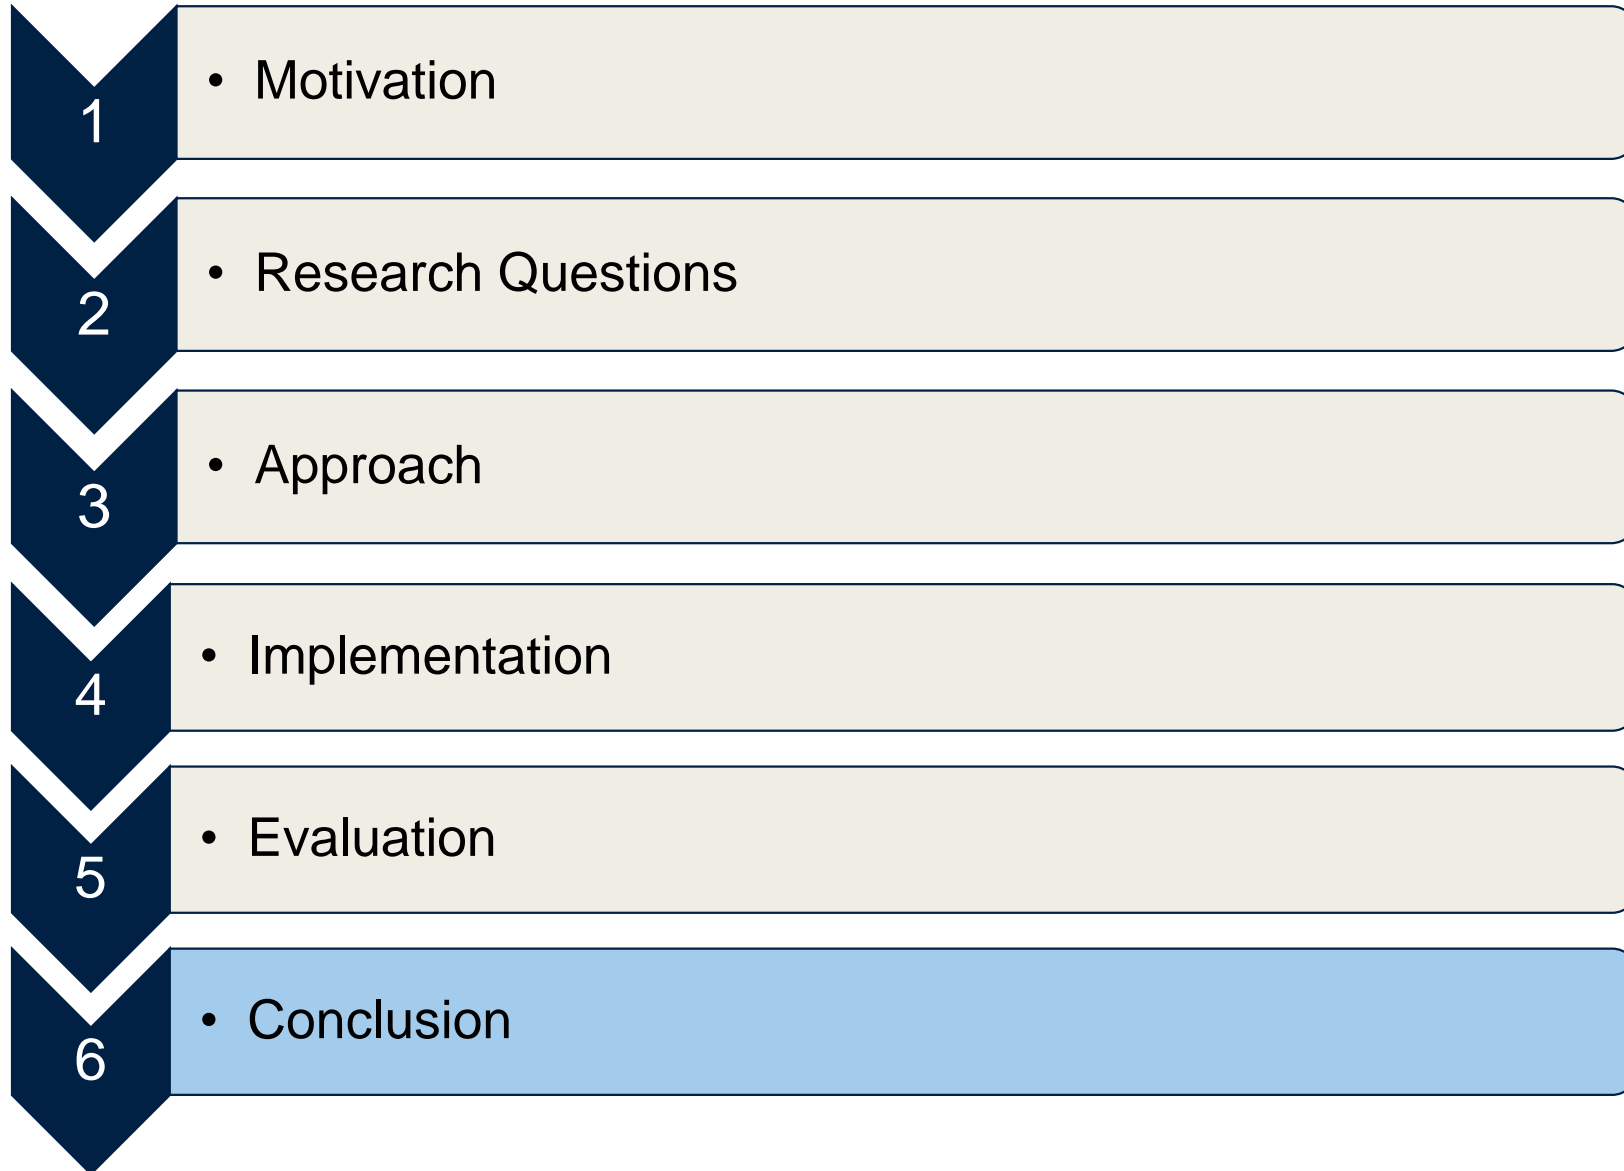 1
• Motivation
2
• Research Questions
3
• Approach
4
• Implementation
5
• Evaluation
6
• Conclusion